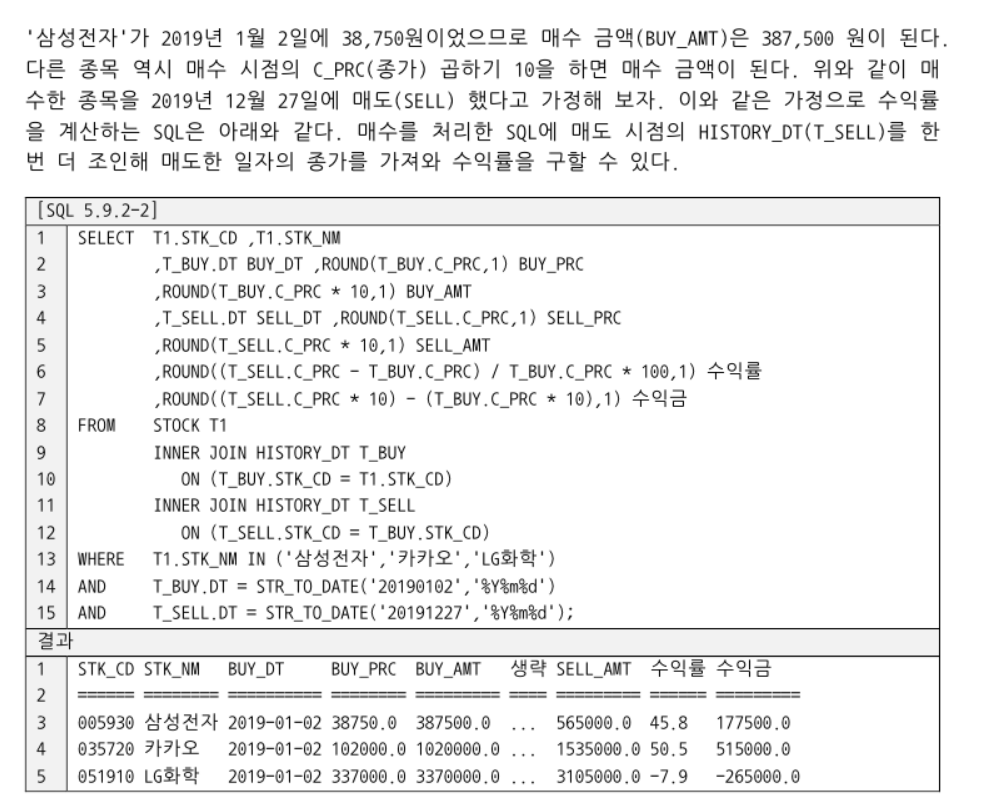 '삼성전자'가 2019년 1월 2일에 38,750원이었으므로 매수 금액(BUY_AMT)은 387,500 원이 된다.
다른 종목 역시 매수 시점의 C_PRC(종가) 곱하기 10을 하면 매수 금액이 된다. 위와 같이 매
수한 종목을 2019년 12월 27일에 매도(SELL) 했다고 가정해 보자. 이와 같은 가정으로 수익률
을 계산하는 SQL은 아래와 같다. 매수를 처리한 SQL에 매도 시점의 HISTORY_DT(T_SELL)를 한
번 더 조인해 매도한 일자의 종가를 가져와 수익률을 구할 수 있다.
[SQL 5.9.2-2]
1 SELECT T1.STK_CD ,T1.STK_NM
2 ,T_BUY.DT BUY_DT ,ROUND(T_BUY.C_PRC,1) BUY_PRC
3 ,ROUND(T_BUY.C_PRC * 10,1) BUY_AMT
4 ,T_SELL.DT SELL_DT ,ROUND(T_SELL.C_PRC,1) SELL_PRC
5 ,ROUND(T_SELL.C_PRC * 10,1) SELL_AMT
6 ,ROUND((T_SELL.C_PRC - T_BUY.C_PRC) / T_BUY.C_PRC * 100,1) 수익률
7 ,ROUND((T_SELL.C_PRC * 10) - (T_BUY.C_PRC * 10),1) 수익금
8 FROM STOCK T1
9 INNER JOIN HISTORY_DT T_BUY
10 ON (T_BUY.STK_CD = T1.STK_CD)
11 INNER JOIN HISTORY_DT T_SELL
12 ON (T_SELL.STK_CD = T_BUY.STK_CD)
13 WHERE T1.STK_NM IN ('삼성전자','카카오','LG화학')
14 AND T_BUY.DT = STR_TO_DATE('20190102','%Y%m%d')
15 AND T_SELL.DT = STR_TO_DATE('20191227','%Y%m%d');
결과
1 STK_CD STK_NM BUY_DT BUY_PRC BUY_AMT 생략 SELL_AMT 수익률 수익금
2 ====== ======== ========== ======== ========= ==== ========= ====== =========
3 005930 삼성전자 2019-01-02 38750.0 387500.0 ... 565000.0 45.8 177500.0
4 035720 카카오 2019-01-02 102000.0 1020000.0 ... 1535000.0 50.5 515000.0
5 051910 LG화학 2019-01-02 337000.0 3370000.0 ... 3105000.0 -7.9 -265000.0